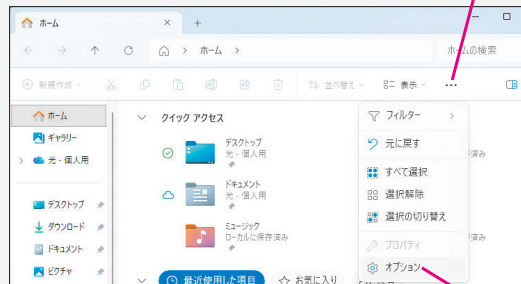 ホーム
ホーム
ホームの検索
新規作成
並べ替え
表示
ホーム
ギャラリー
光 - 個人用
デスクトップ
ダウンロード
ドキュメント
ピクチャ
クイック アクセス
デスクトップ
光 - 個人用
ドキュメント
光 - 個人用
ミュージック
ローカルに保存済み
最近使用した項目
お気に入り
フィルター
元に戻す
すべて選択
選択解除
選択の切り替え
プロパティ
オプション
済み
済み